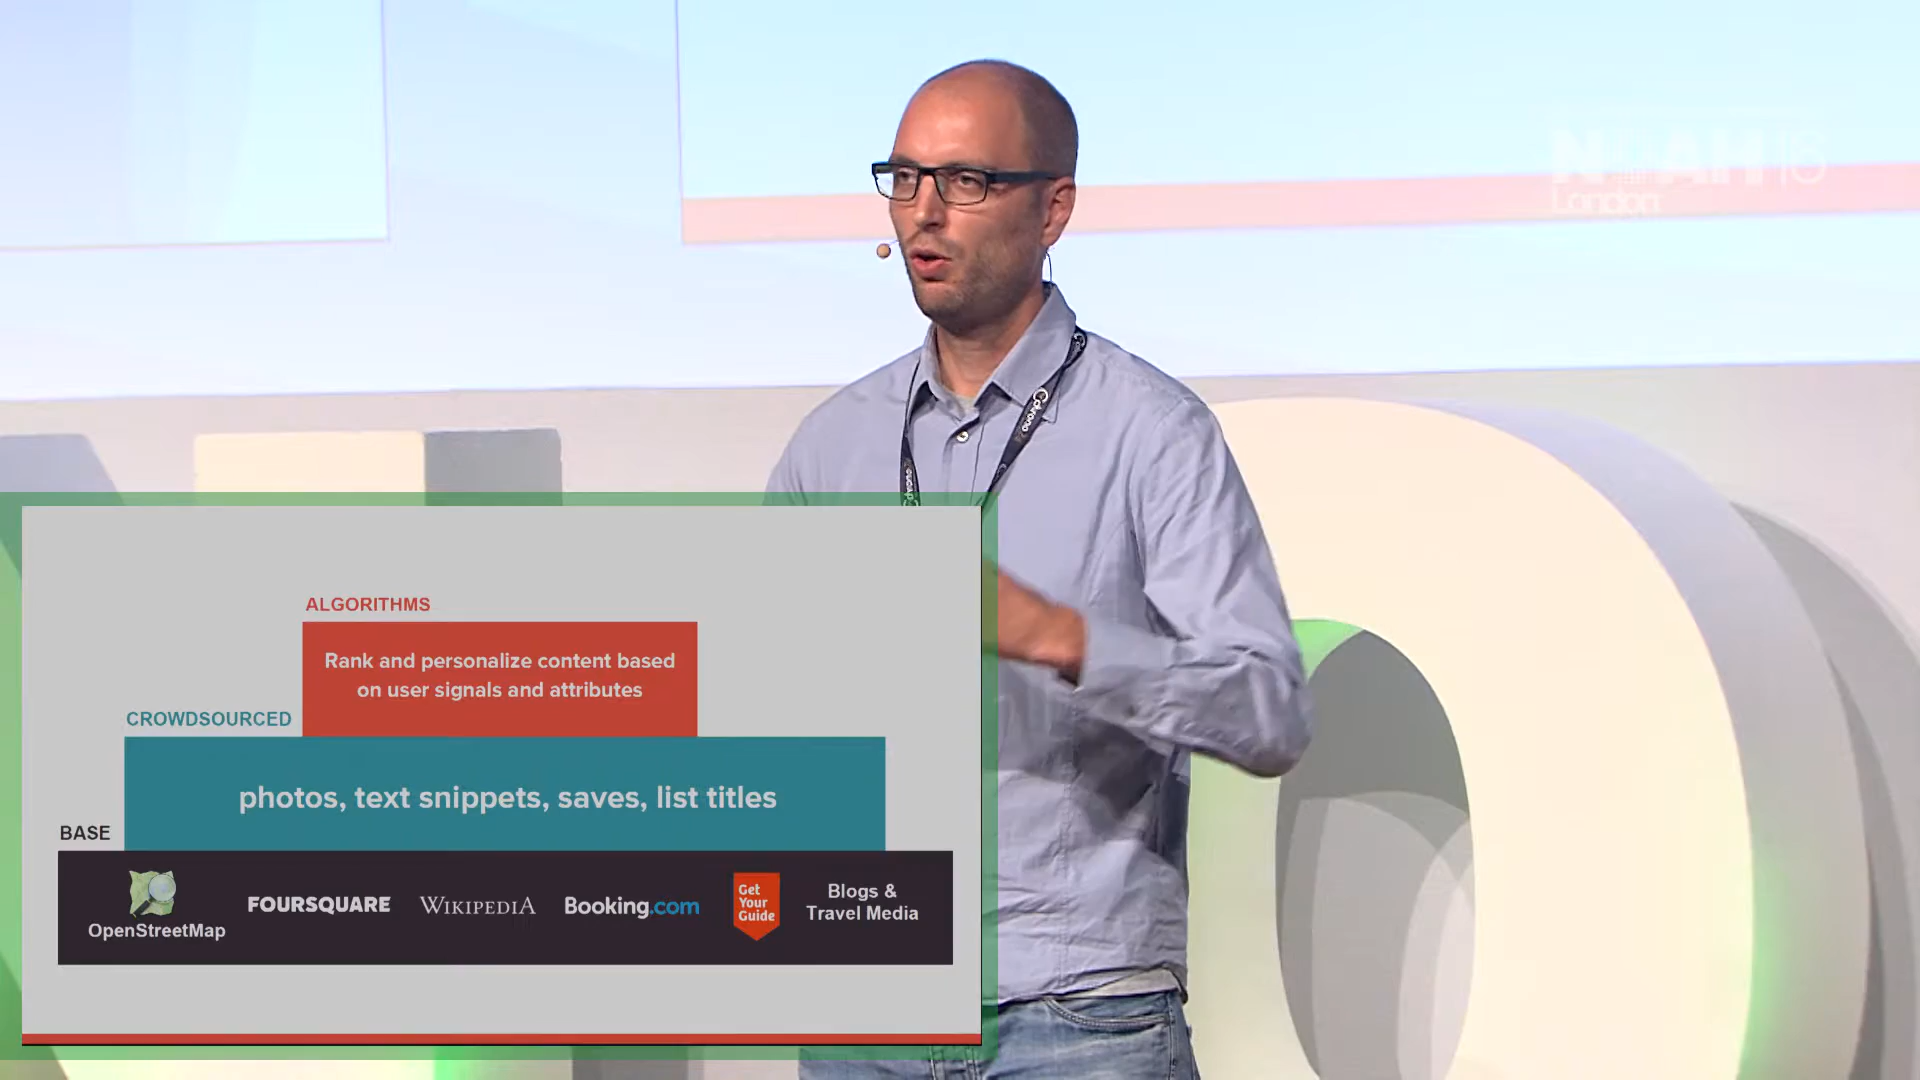 NOAH16
London
ALGORITHMS
Rank and personalize content based
on user signals and attributes
CROWDSOURCED
photos, text snippets, saves, list titles
BASE
OpenStreetMap
FOURSQUARE
WIKIPEDIA
Booking.com
Get
Your
Guide
Blogs &
Travel Media